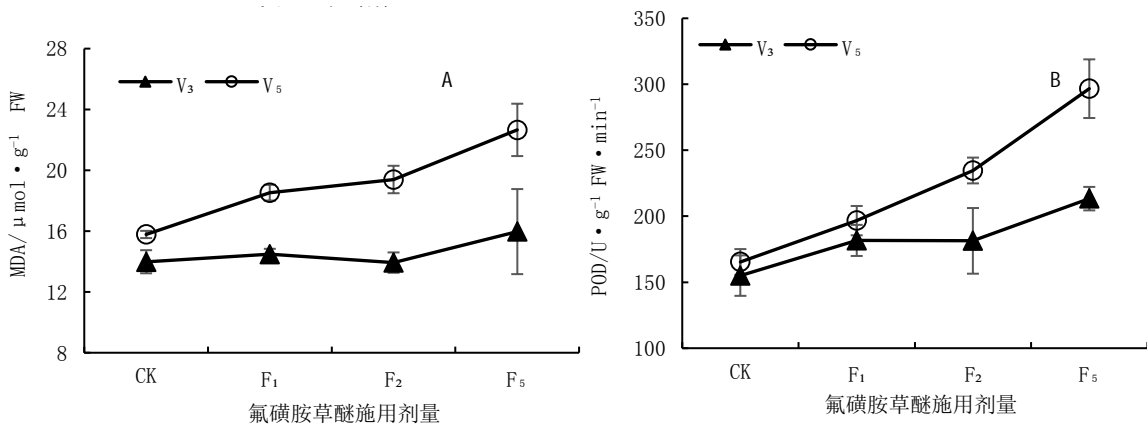 28
24
20
16
12
8
MDA/μmol·g⁻¹ FW
V₃ V₅
A
CK F₁ F₂ F₅
氟磺胺草醚施用剂量
350
300
250
200
150
100
POD/U·g⁻¹ FW·min⁻¹
V₃ V₅
B
CK F₁ F₂ F₅
氟磺胺草醚施用剂量